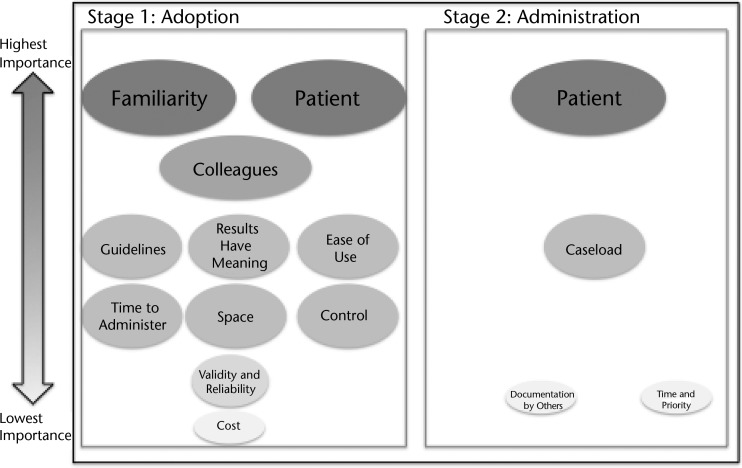 Stage 1: Adoption
Stage 2: Administration
Highest
Importance
Familiarity
Patient
Patient
Colleagues
Guidelines
Results
Have
Meaning
Ease of
Use
Caseload
Time to
Administer
Space
Control
Validity and
Reliability
Documentation
by Others
Time and
Priority
Cost
Lowest
Importance